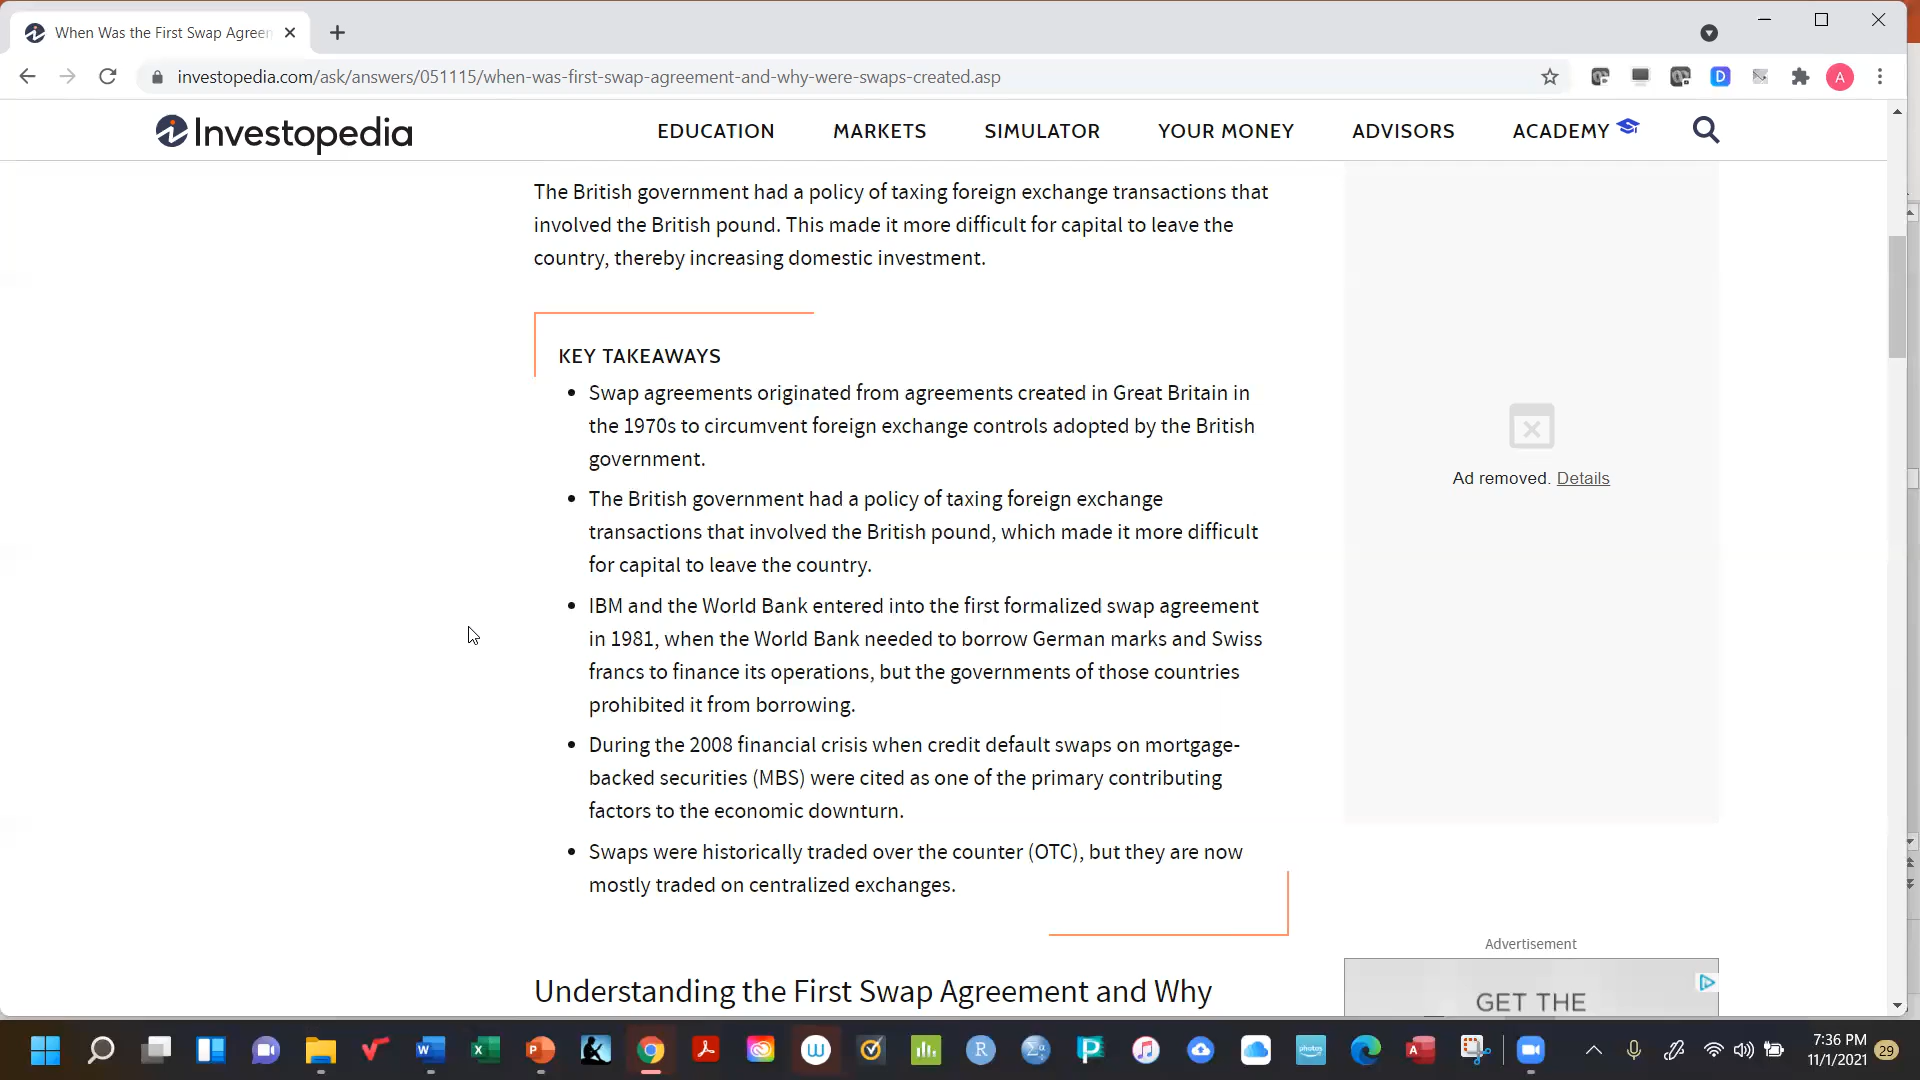 When Was the First Swap Agreen
investopedia.com/ask/answers/051115/when-was-first-swap-agreement-and-why-were-swaps-created.asp
D
A
Investopedia
EDUCATION
MARKETS
SIMULATOR
YOUR MONEY
ADVISORS
ACADEMY
The British government had a policy of taxing foreign exchange transactions that
involved the British pound. This made it more difficult for capital to leave the
country, thereby increasing domestic investment.
KEY TAKEAWAYS
• Swap agreements originated from agreements created in Great Britain in
the 1970s to circumvent foreign exchange controls adopted by the British
government.
• The British government had a policy of taxing foreign exchange
transactions that involved the British pound, which made it more difficult
for capital to leave the country.
• IBM and the World Bank entered into the first formalized swap agreement
in 1981, when the World Bank needed to borrow German marks and Swiss
francs to finance its operations, but the governments of those countries
prohibited it from borrowing.
• During the 2008 financial crisis when credit default swaps on mortgage-
backed securities (MBS) were cited as one of the primary contributing
factors to the economic downturn.
• Swaps were historically traded over the counter (OTC), but they are now
mostly traded on centralized exchanges.
Understanding the First Swap Agreement and Why
Ad removed. Details
Advertisement
GET THE
W
X
P
W
R
Σα
P
photos
A
7:36 PM
11/1/2021
29